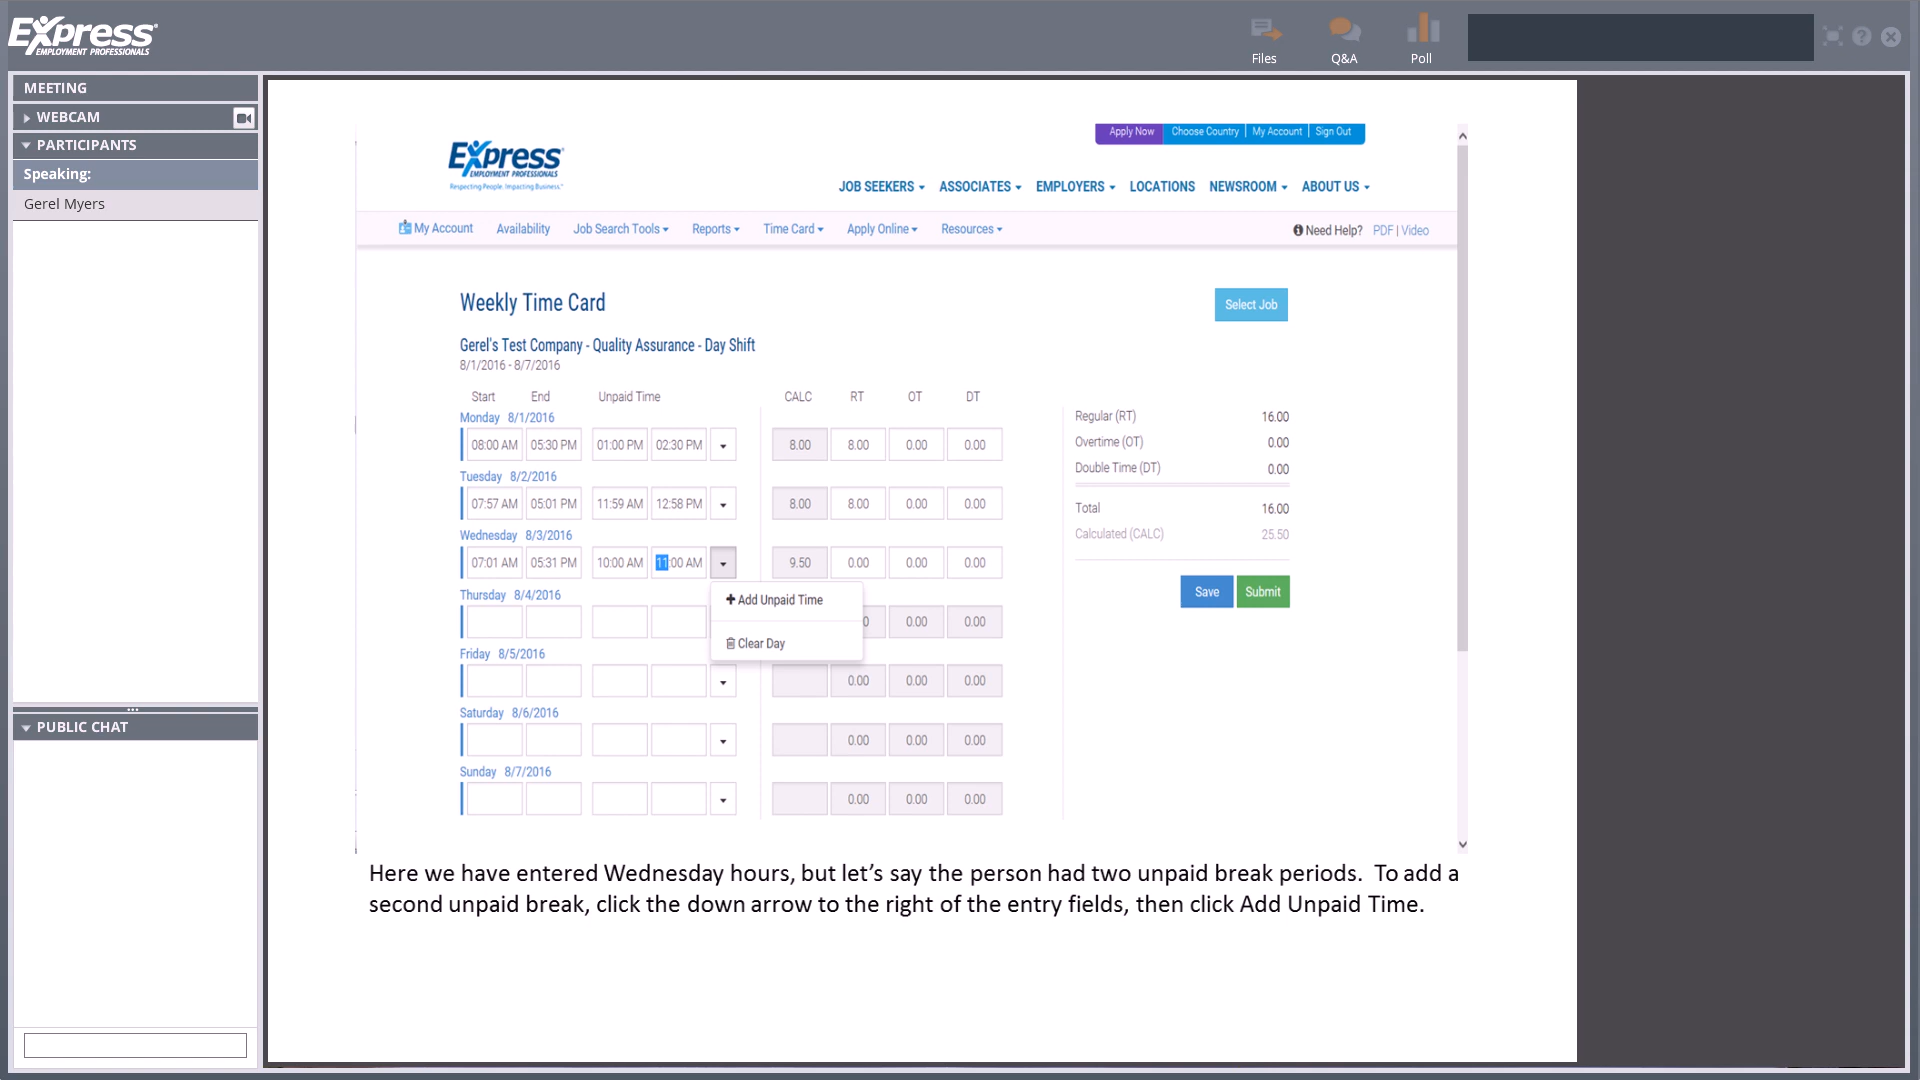 Express
EMPLOYMENT PROFESSIONALS
Files
Q&A
Poll
MEETING
WEBCAM
PARTICIPANTS
Speaking:
Gerel Myers
PUBLIC CHAT
Apply Now Choose Country | My Account | Sign Out
Express
EMPLOYMENT PROFESSIONALS
Respecting People. Impacting Business.
JOB SEEKERS ASSOCIATES EMPLOYERS LOCATIONS NEWSROOM ABOUT US
My Account Availability Job Search Tools Reports Time Card Apply Online Resources Need Help? PDF | Video
Weekly Time Card
Select Job
Gerel's Test Company - Quality Assurance - Day Shift
8/1/2016 - 8/7/2016
Start End Unpaid Time CALC RT OT DT
Monday 8/1/2016
08:00 AM 05:30 PM 01:00 PM 02:30 PM 8.00 8.00 0.00 0.00
Tuesday 8/2/2016
07:57 AM 05:01 PM 11:59 AM 12:58 PM 8.00 8.00 0.00 0.00
Wednesday 8/3/2016
07:01 AM 05:31 PM 10:00 AM 11:00 AM 9.50 0.00 0.00 0.00
Add Unpaid Time
Clear Day
Thursday 8/4/2016
0 0.00 0.00
Friday 8/5/2016
0.00 0.00 0.00
Saturday 8/6/2016
0.00 0.00 0.00
Sunday 8/7/2016
0.00 0.00 0.00
Regular (RT) 16.00
Overtime (OT) 0.00
Double Time (DT) 0.00
Total 16.00
Calculated (CALC) 25.50
Save Submit
Here we have entered Wednesday hours, but let’s say the person had two unpaid break periods. To add a
second unpaid break, click the down arrow to the right of the entry fields, then click Add Unpaid Time.